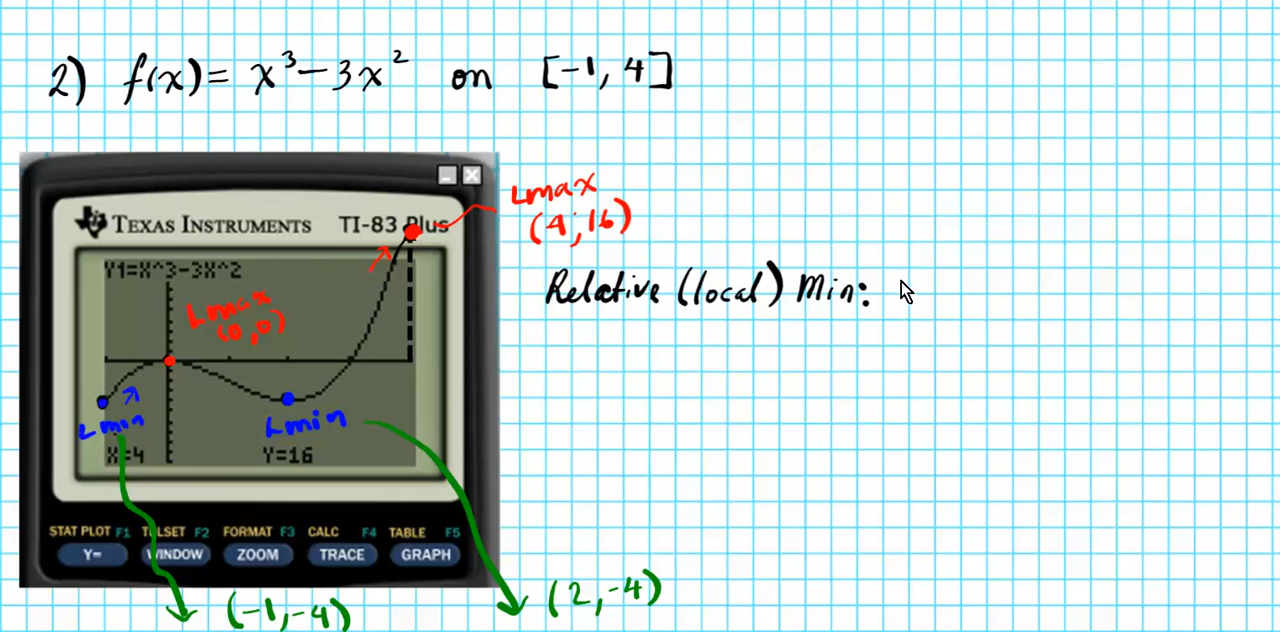 2) f(x) = x³ - 3x² on [-1, 4]
Lmax
(4, 16)
TEXAS INSTRUMENTS TI-83 Plus
Y1=X^3-3X^2
Lmax
(0,0)
Relative (local) Min:
Lmin Lmin
X=4 Y=16
STAT PLOT F1 TBLSET F2 FORMAT F3 CALC F4 TABLE F5
Y= WINDOW ZOOM TRACE GRAPH
(-1,-4) (2,-4)